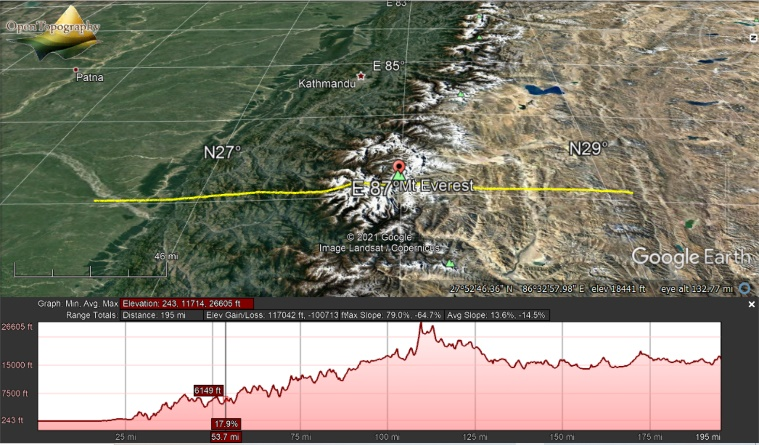 E 83
OpenTopography
N
E 85°
Patna
Kathmandu
N27°
N29°
E 87°
Mt Everest
© 2021 Google
Image Landsat / Copernicus
46 mi
Google Earth
27°52'46.36" N 86°32'57.98" E elev 18441 ft eye alt 132.77 mi
Graph: Min, Avg, Max Elevation: 243, 11714, 26605 ft
Range Totals: Distance: 195 mi Elev Gain/Loss: 117042 ft, -100713 ft Max Slope: 79.0%, -64.7% Avg Slope: 13.6%, -14.5%
26605 ft
15000 ft
7500 ft
243 ft
6149 ft
17.9%
25 mi
53.7 mi
75 mi
100 mi
125 mi
150 mi
175 mi
195 mi